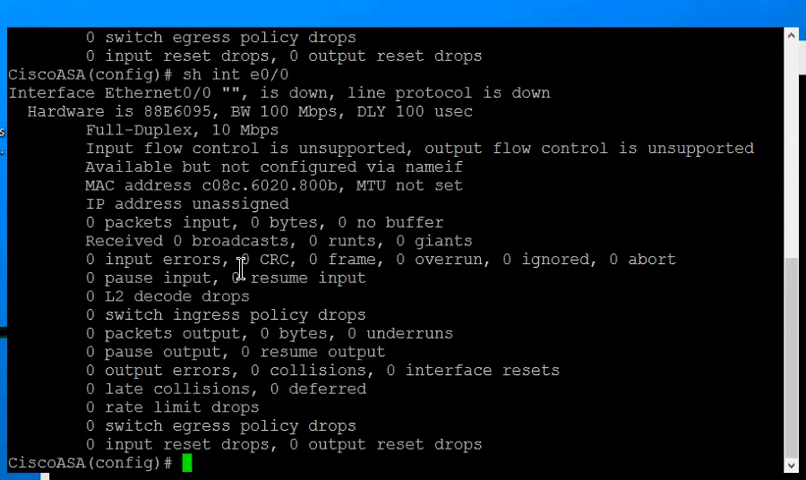 0 switch egress policy drops
0 input reset drops, 0 output reset drops
CiscoASA(config)# sh int e0/0
Interface Ethernet0/0 "", is down, line protocol is down
Hardware is 88E6095, BW 100 Mbps, DLY 100 usec
Full-Duplex, 10 Mbps
Input flow control is unsupported, output flow control is unsupported
Available but not configured via nameif
MAC address c08c.6020.800b, MTU not set
IP address unassigned
0 packets input, 0 bytes, 0 no buffer
Received 0 broadcasts, 0 runts, 0 giants
0 input errors, 0 CRC, 0 frame, 0 overrun, 0 ignored, 0 abort
0 pause input, 0 resume input
0 L2 decode drops
0 switch ingress policy drops
0 packets output, 0 bytes, 0 underruns
0 pause output, 0 resume output
0 output errors, 0 collisions, 0 interface resets
0 late collisions, 0 deferred
0 rate limit drops
0 switch egress policy drops
0 input reset drops, 0 output reset drops
CiscoASA(config)#